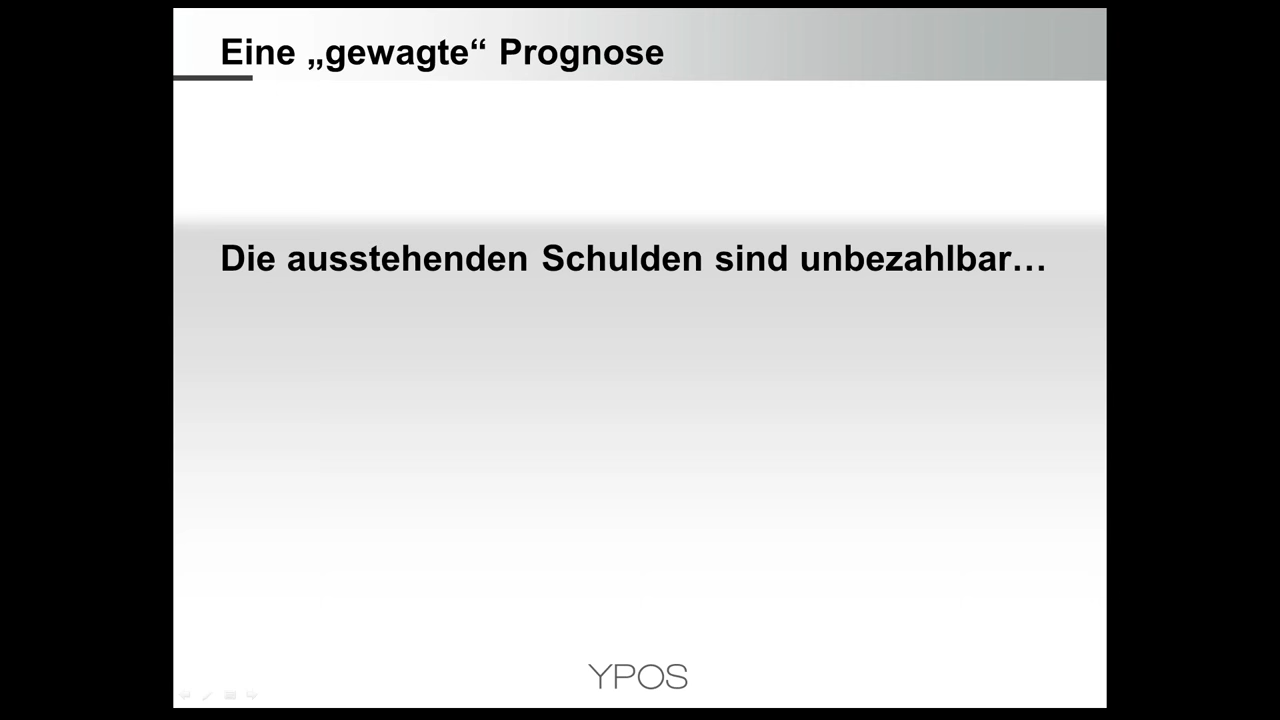 Eine „gewagte“ Prognose
Die ausstehenden Schulden sind unbezahlbar…
YPOS